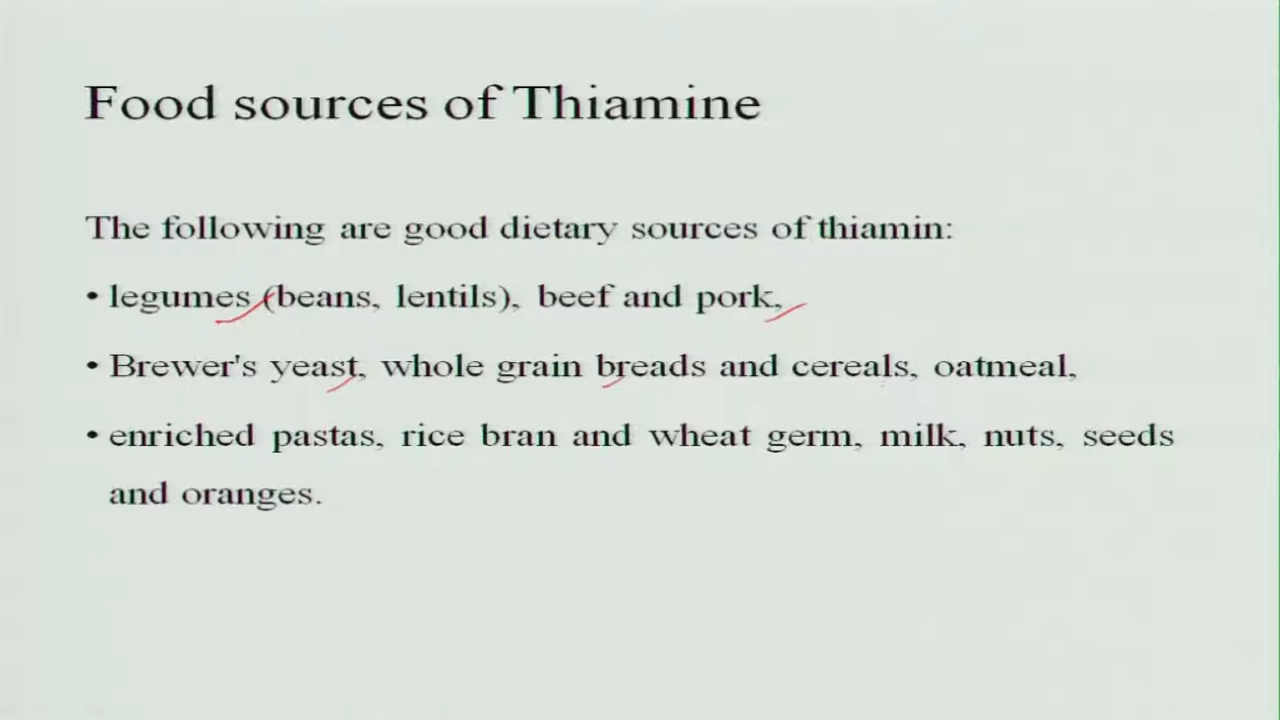 Food sources of Thiamine
The following are good dietary sources of thiamin:
• legumes (beans, lentils), beef and pork,
• Brewer's yeast, whole grain breads and cereals, oatmeal,
• enriched pastas, rice bran and wheat germ, milk, nuts, seeds
and oranges.